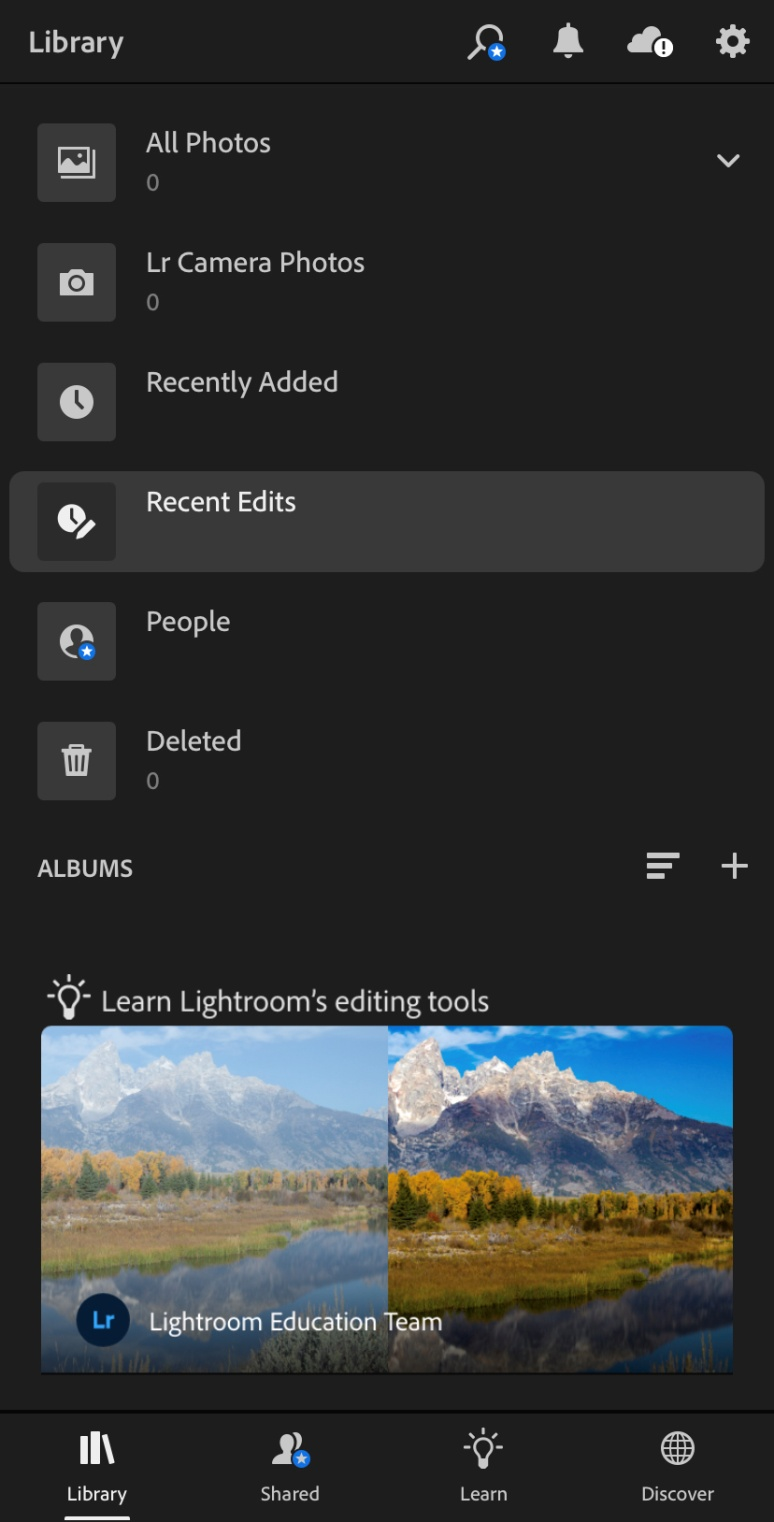 Library
All Photos
0
Lr Camera Photos
0
Recently Added
Recent Edits
People
Deleted
0
ALBUMS
Learn Lightroom's editing tools
Lr Lightroom Education Team
Library Shared Learn Discover